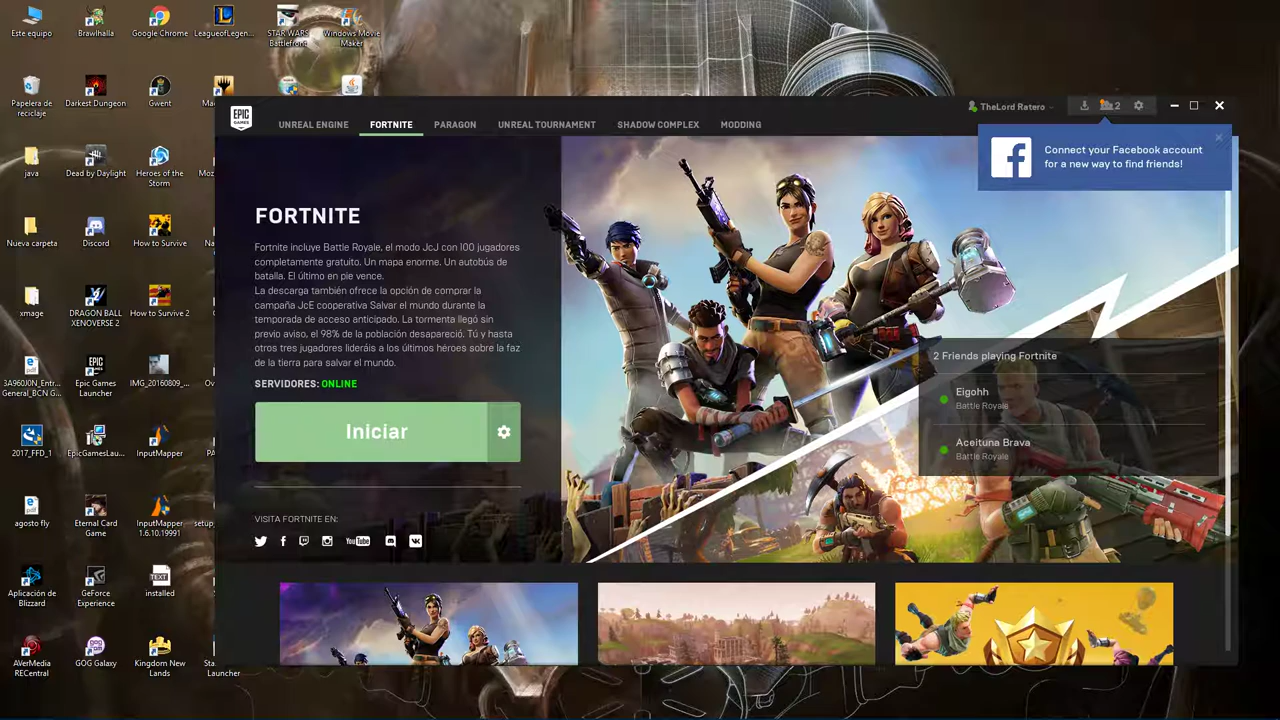 Este equipo
Brawlhalla
Google Chrome
LeagueofLegen...
STAR WARS
Battlefront
Windows Movie
Maker
Papelera de
reciclaje
Darkest Dungeon
Gwent
java
Dead by Daylight
Heroes of the
Storm
Nueva carpeta
Discord
How to Survive
xmage
DRAGON BALL
XENOVERSE 2
How to Survive 2
3A960J0N_Entr...
General_BCN G...
Epic Games
Launcher
IMG_20160809_...
2017_FFD_1
EpicGamesLau...
InputMapper
agosto fly
Eternal Card
Game
InputMapper
1.6.10.19991
Aplicación de
Blizzard
GeForce
Experience
installed
AVerMedia
RECentral
GOG Galaxy
Kingdom New
Lands
Launcher
EPIC
GAMES
UNREAL ENGINE
FORTNITE
PARAGON
UNREAL TOURNAMENT
SHADOW COMPLEX
MODDING
TheLord Ratero
2
Connect your Facebook account
for a new way to find friends!
FORTNITE
Fortnite incluye Battle Royale, el modo JcJ con 100 jugadores
completamente gratuito. Un mapa enorme. Un autobús de
batalla. El último en pie vence.
La descarga también ofrece la opción de comprar la
campaña JcE cooperativa Salvar el mundo durante la
temporada de acceso anticipado. La tormenta llegó sin
previo aviso, el 98% de la población desapareció. Tú y hasta
otros tres jugadores lideráis a los últimos héroes sobre la faz
de la tierra para salvar el mundo.
SERVIDORES: ONLINE
Iniciar
VISITA FORTNITE EN:
YouTube
2 Friends playing Fortnite
Eigohh
Battle Royale
Aceituna Brava
Battle Royale